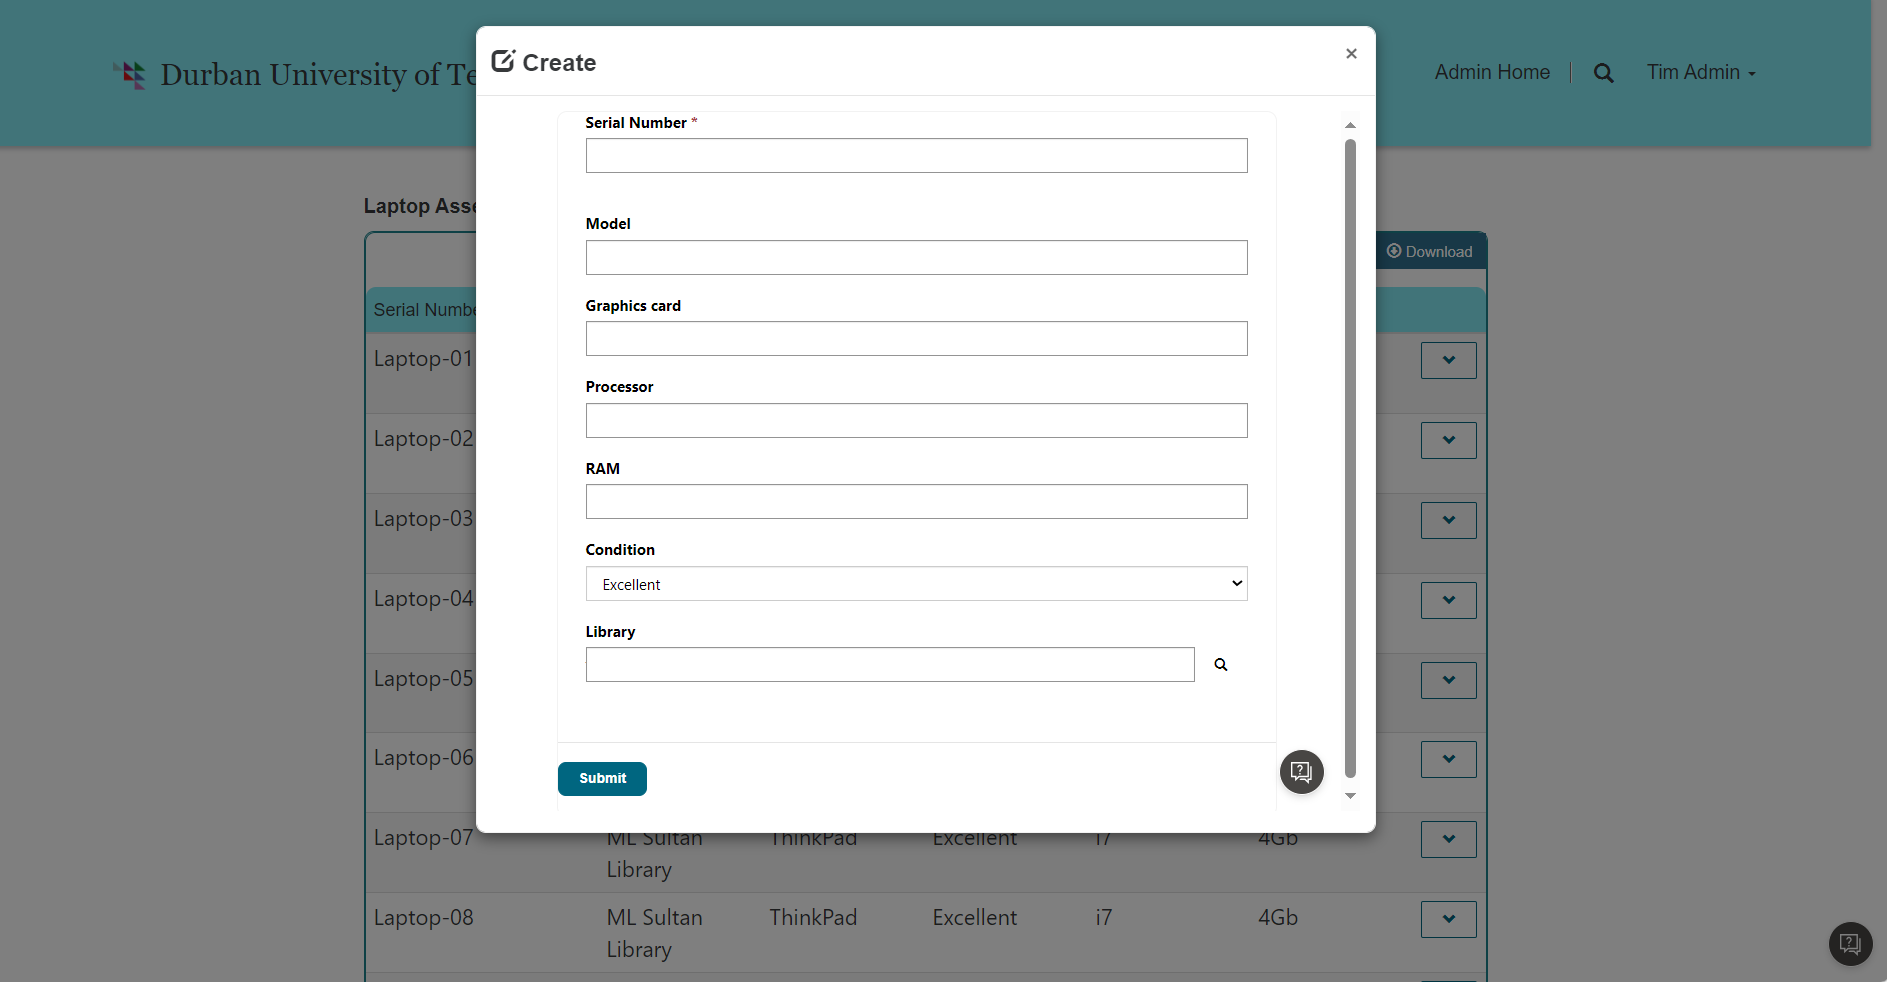 Durban University of Te
Admin Home
Tim Admin
Create
×
Serial Number *
Model
Graphics card
Processor
RAM
Condition
Excellent
Library
Submit
Laptop Asse
Download
Serial Numbe
Laptop-01
Laptop-02
Laptop-03
Laptop-04
Laptop-05
Laptop-06
Laptop-07 ML Sultan ThinkPad Excellent i7 4Gb
Library
Laptop-08 ML Sultan ThinkPad Excellent i7 4Gb
Library